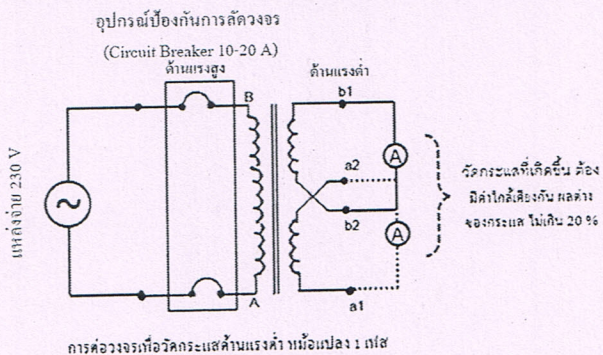 อุปกรณ์ป้องกันการลัดวงจร
(Circuit Breaker 10-20 A)
ด้านแรงสูง
ด้านแรงต่ำ
B
b1
A
a2
แหล่งจ่าย 230 V
วัดกระแสที่เกิดขึ้น ต้อง
มีค่าใกล้เคียงกัน ผลต่าง
ของกระแส ไม่เกิน 20 %
b2
A
A
a1
การต่อวงจรเพื่อวัดกระแสด้านแรงต่ำ หม้อแปลง 1 เฟส